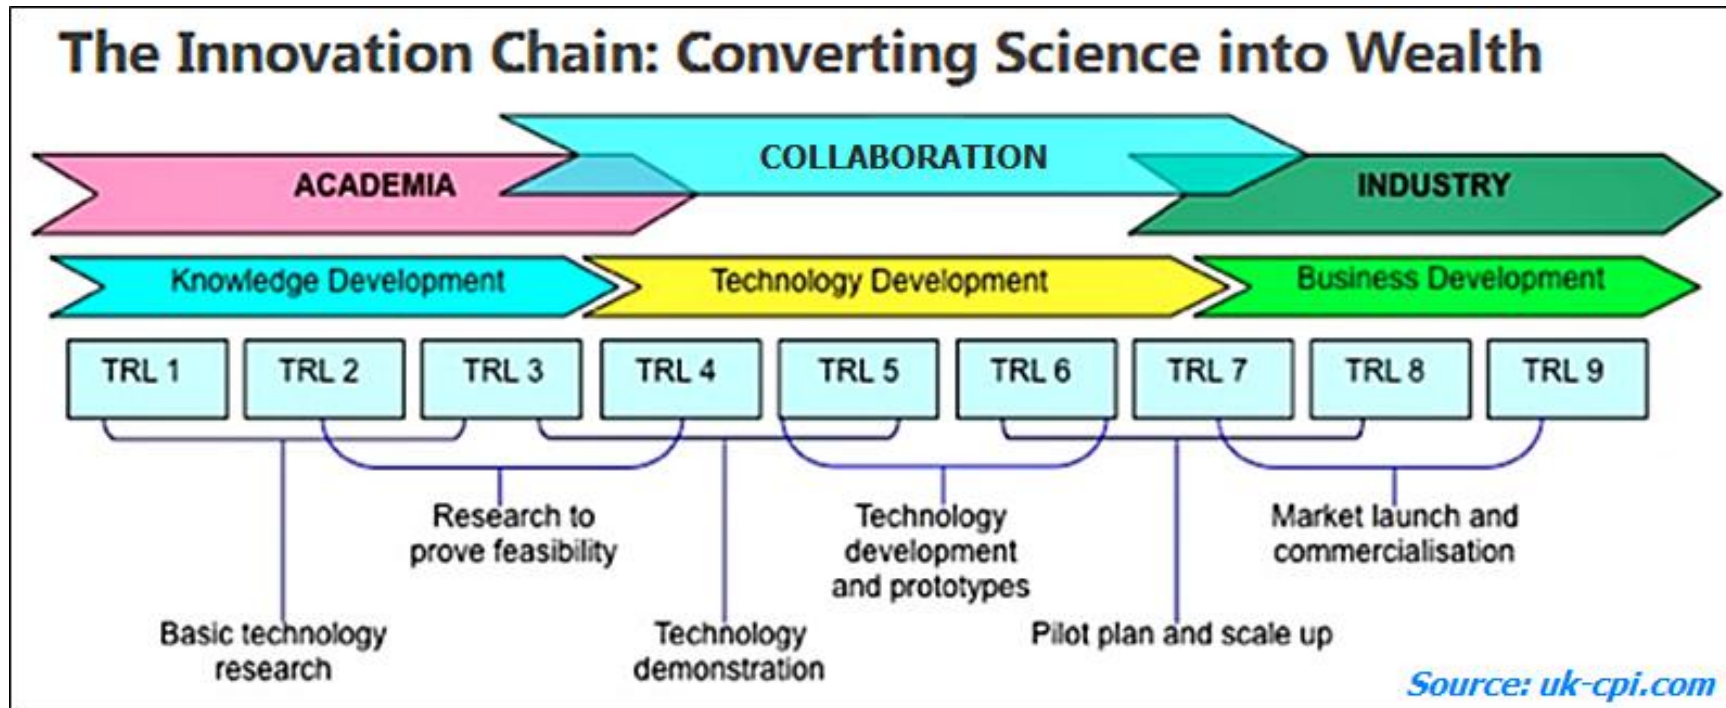 The Innovation Chain: Converting Science into Wealth
COLLABORATION
ACADEMIA
INDUSTRY
Knowledge Development
Technology Development
Business Development
TRL 1
TRL 2
TRL 3
TRL 4
TRL 5
TRL 6
TRL 7
TRL 8
TRL 9
Research to
prove feasibility
Technology
development
and prototypes
Market launch and
commercialisation
Basic technology
research
Technology
demonstration
Pilot plan and scale up
Source: uk-cpi.com